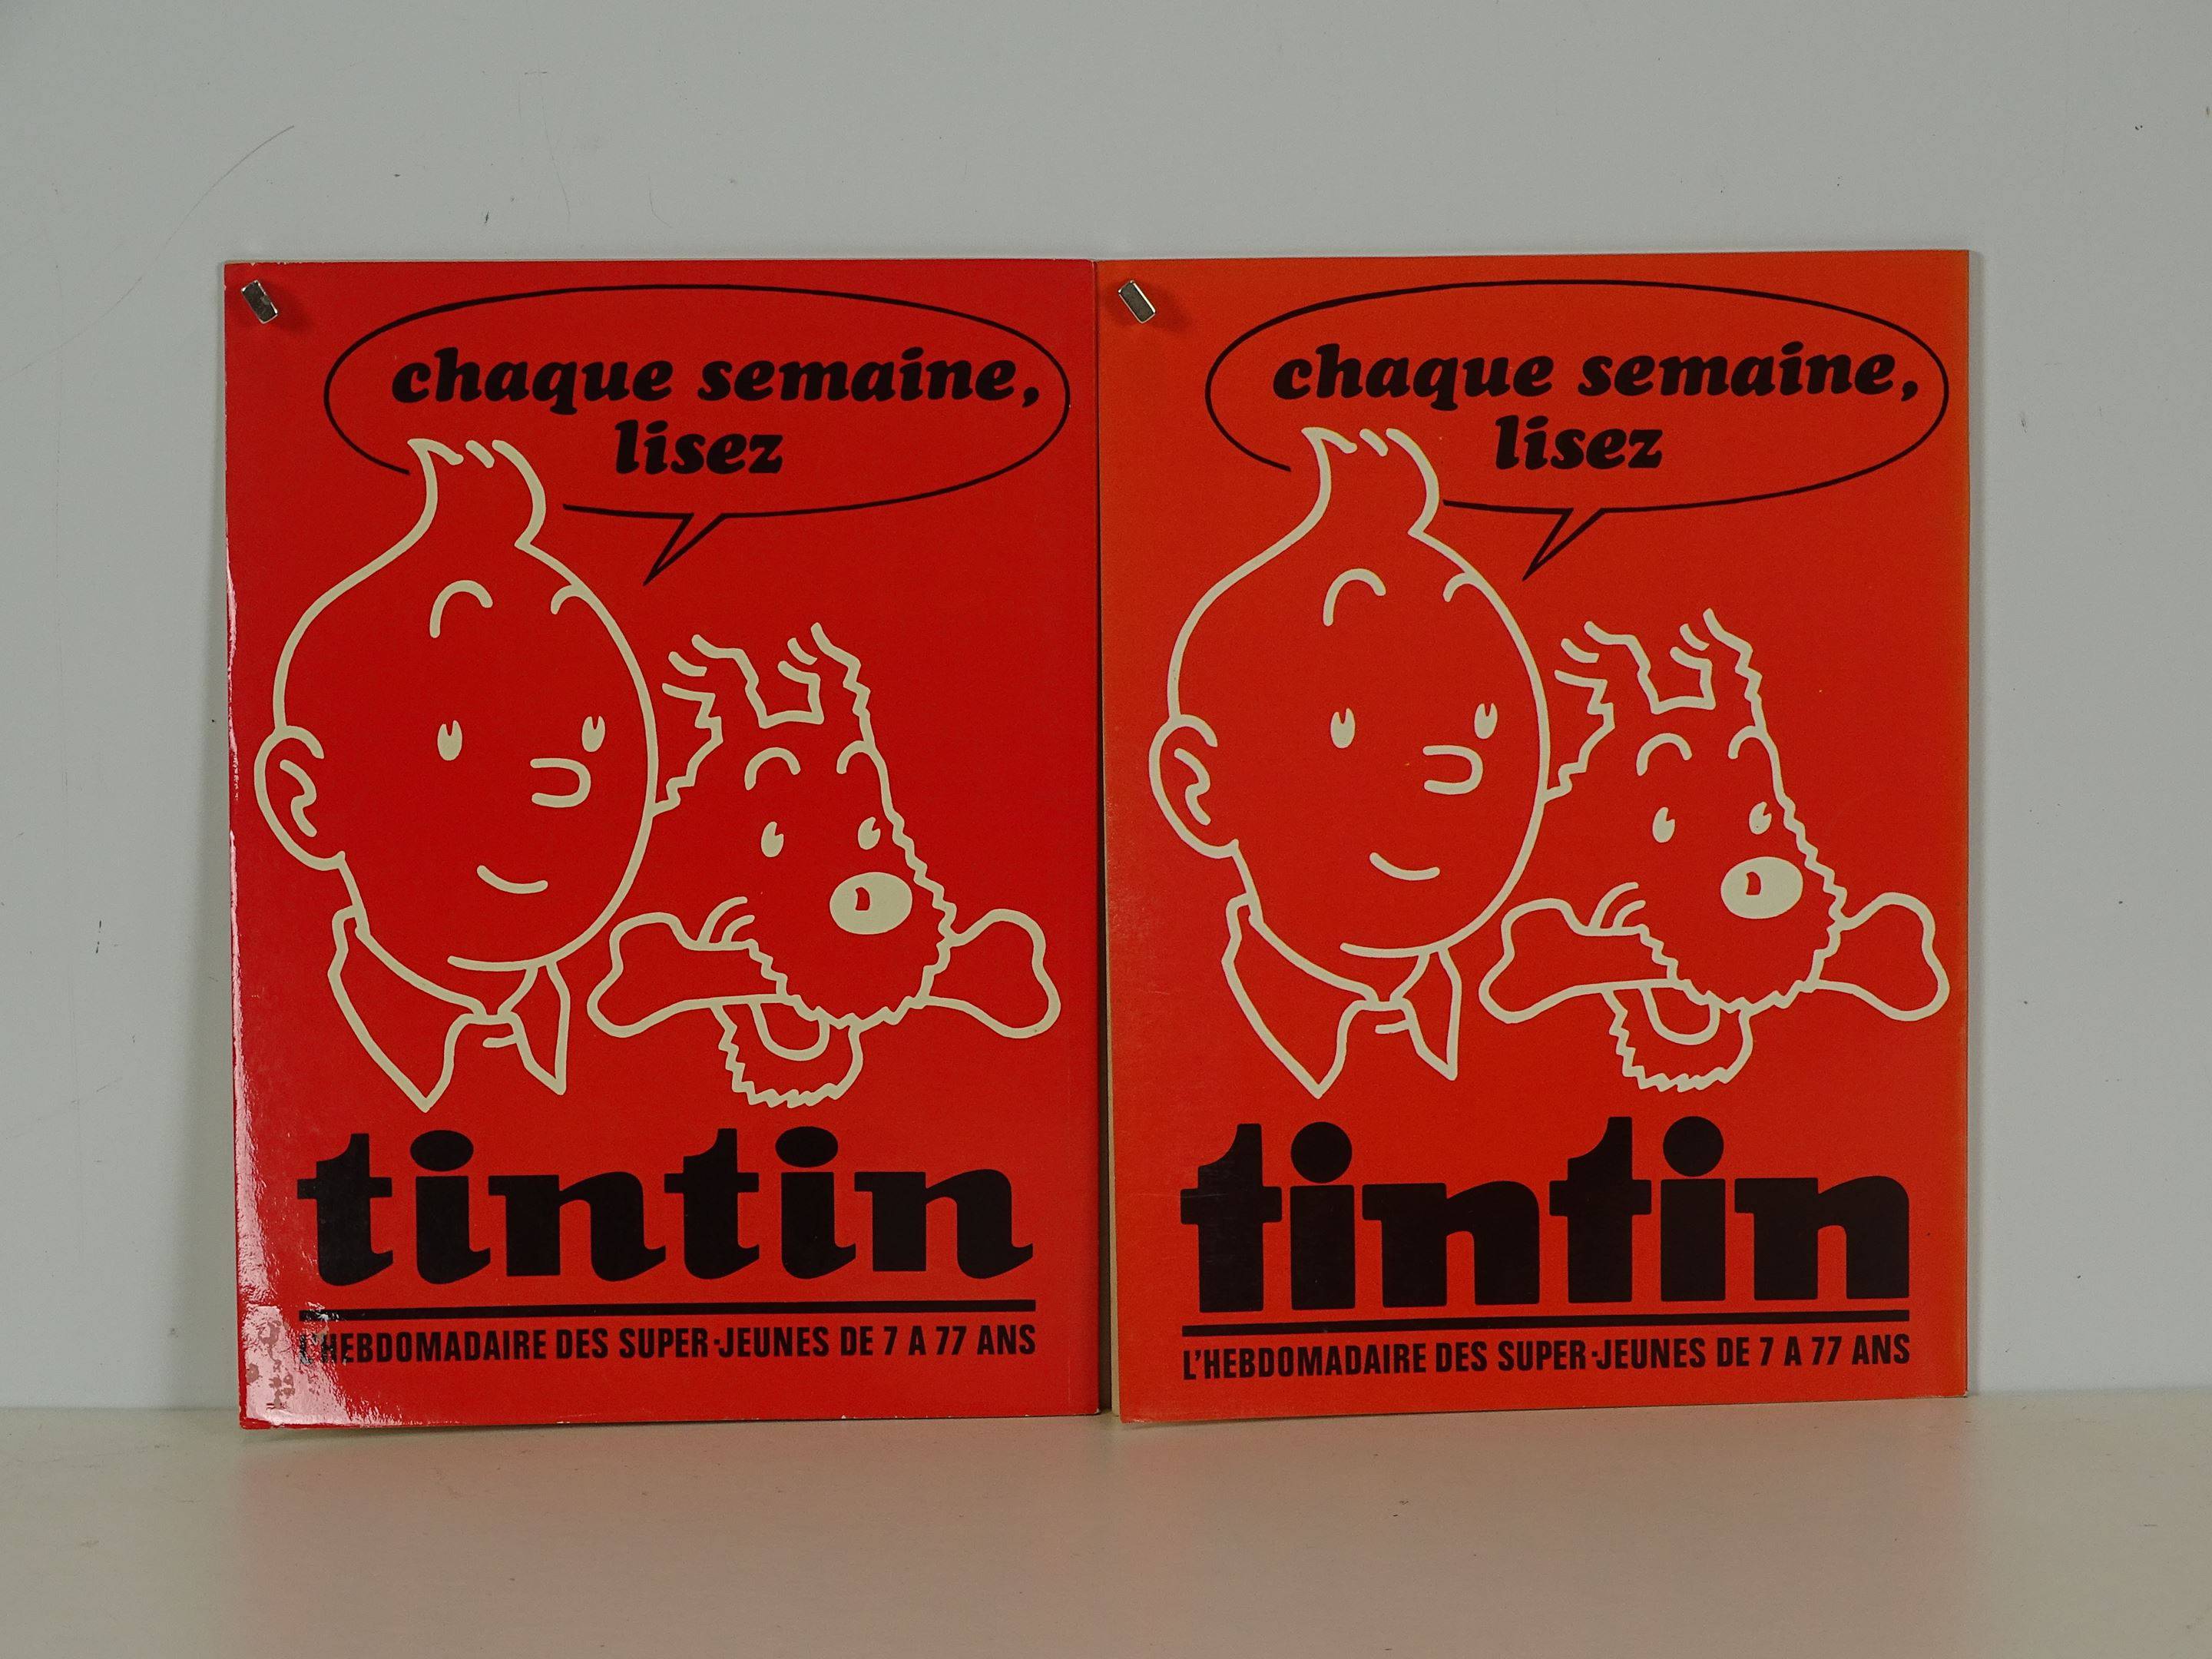 chaque semaine,
lisez
tintin
L'HEBDOMADAIRE DES SUPER-JEUNES DE 7 A 77 ANS
chaque semaine,
lisez
tintin
L'HEBDOMADAIRE DES SUPER-JEUNES DE 7 A 77 ANS